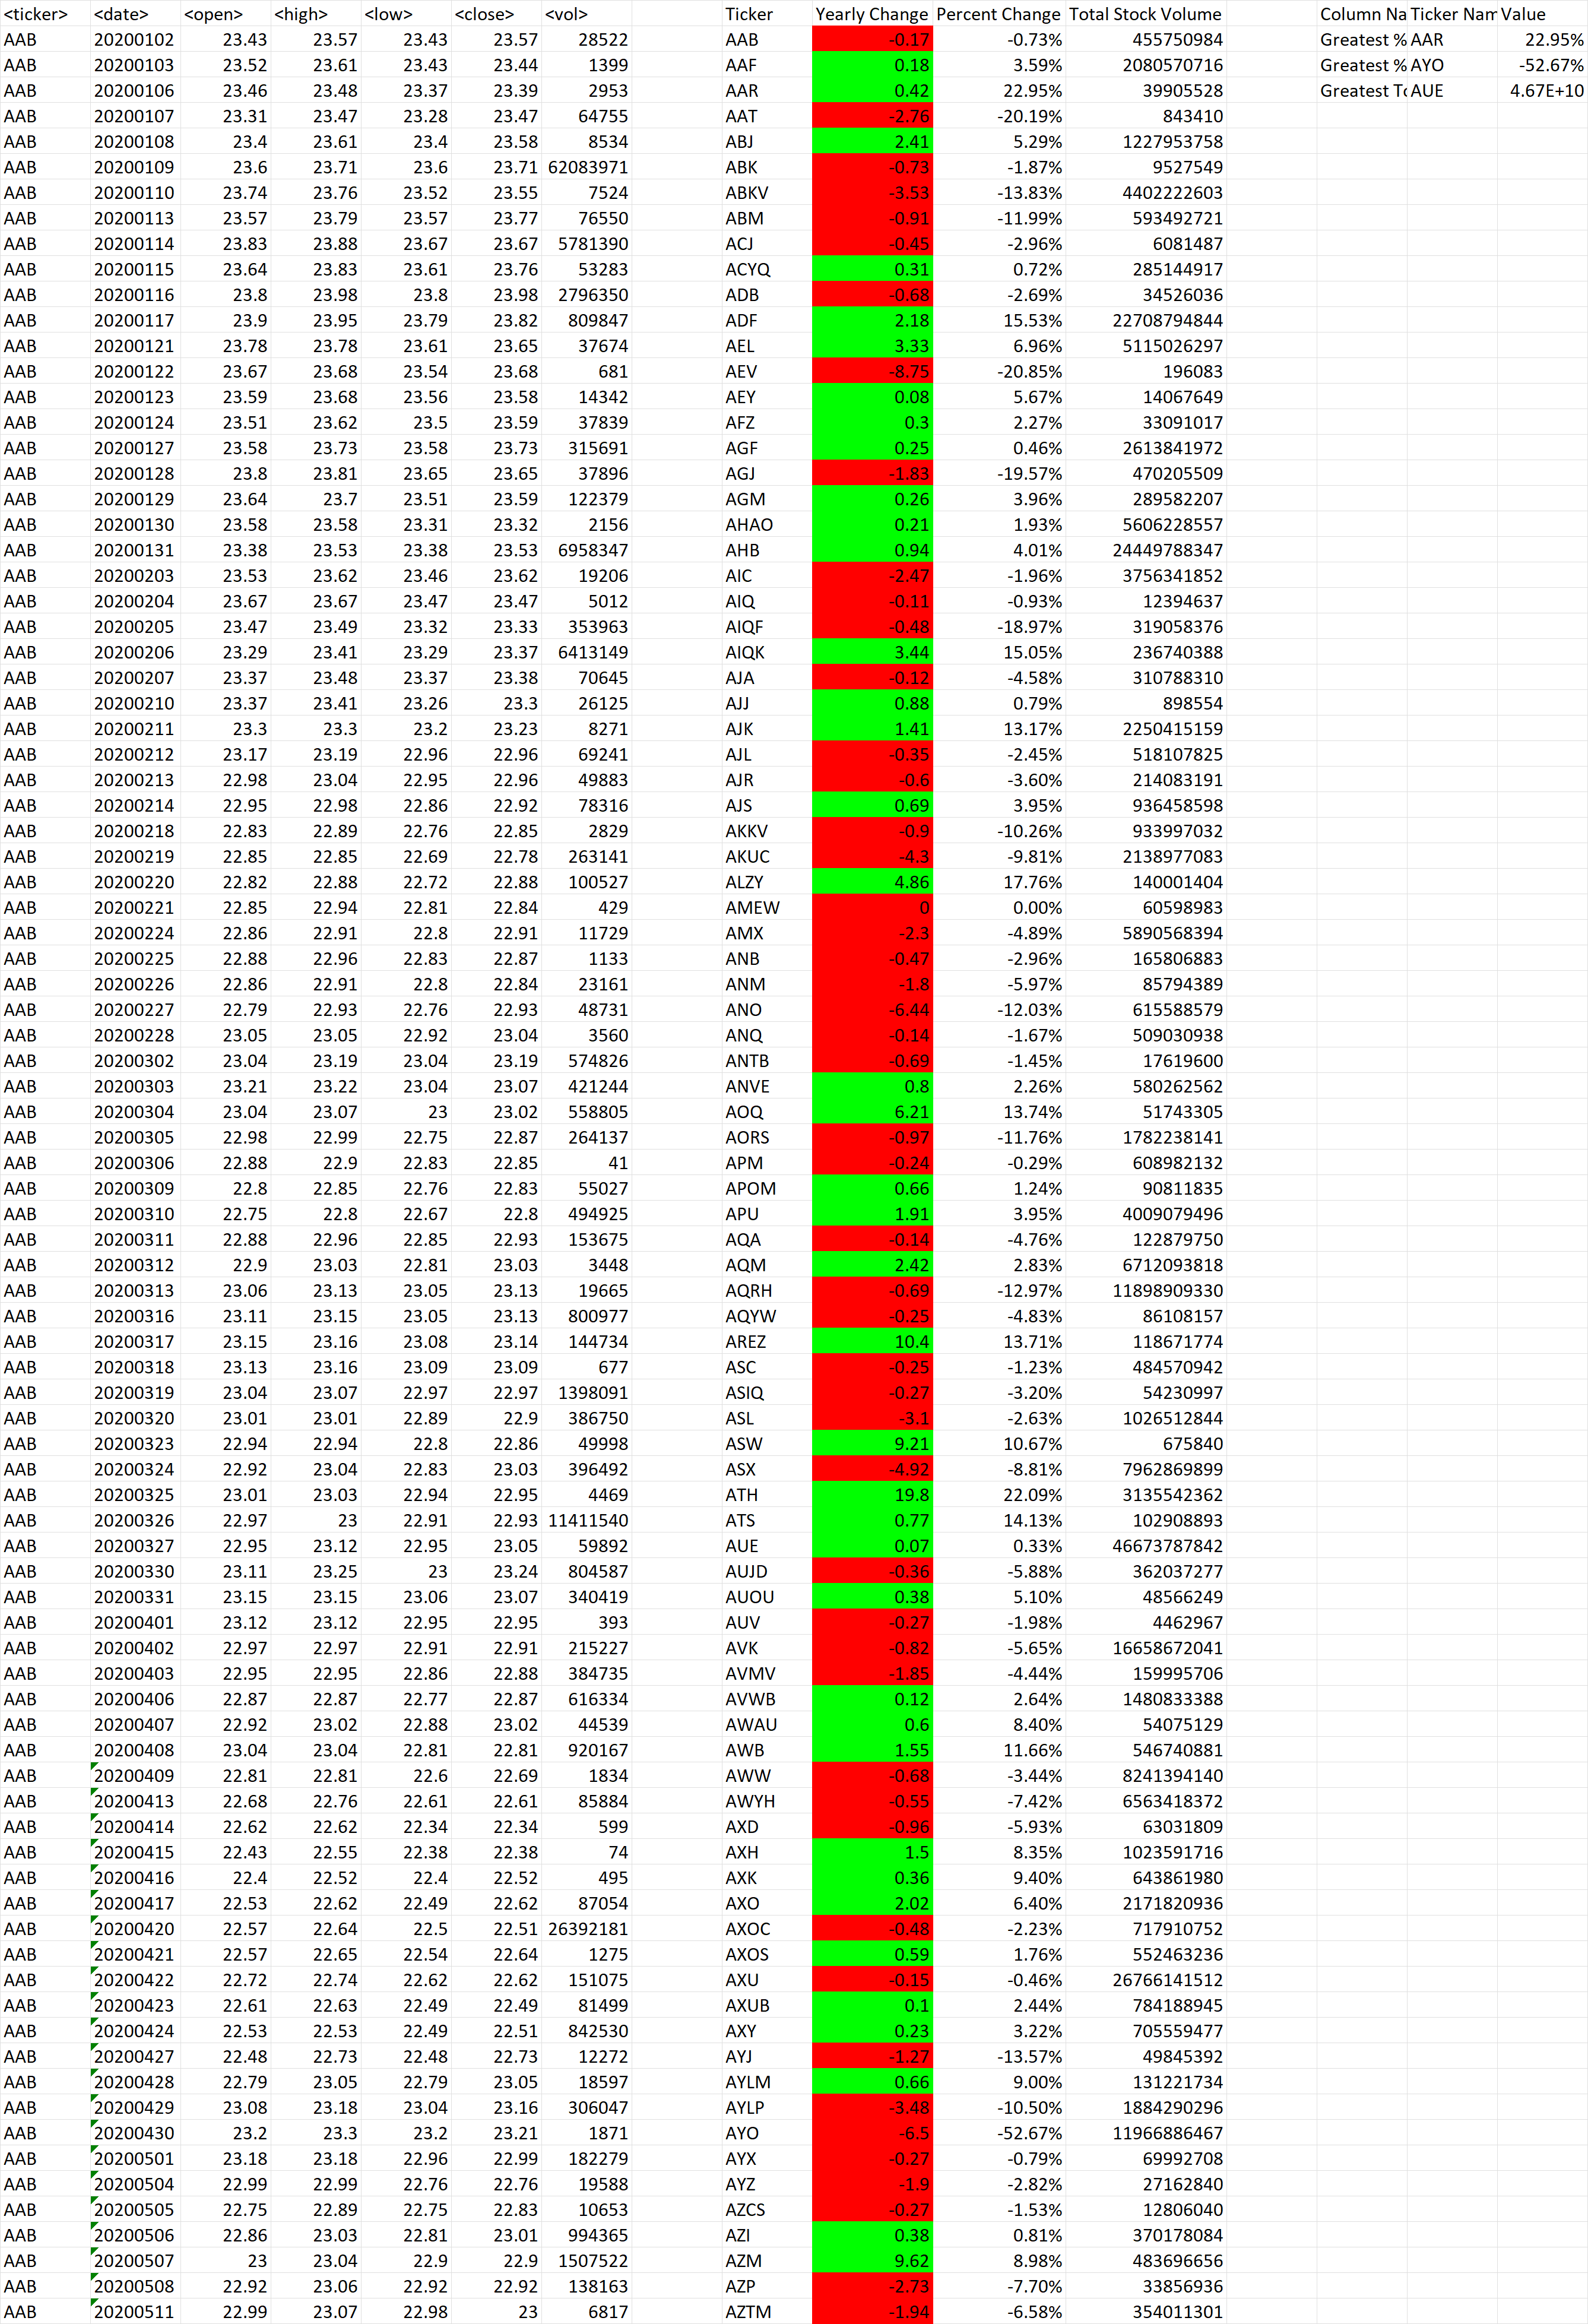 <ticker> <date> <open> <high> <low> <close> <vol> Ticker Yearly Change Percent Change Total Stock Volume Column Na Ticker Nam Value
AAB 20200102 23.43 23.57 23.43 23.57 28522 AAB -0.17 -0.73% 455750984 Greatest % AAR 22.95%
AAB 20200103 23.52 23.61 23.43 23.44 1399 AAF 0.18 3.59% 2080570716 Greatest % AYO -52.67%
AAB 20200106 23.46 23.48 23.37 23.39 2953 AAR 0.42 22.95% 39905528 Greatest To AUE 4.67E+10
AAB 20200107 23.31 23.47 23.28 23.47 64755 AAT -2.76 -20.19% 843410
AAB 20200108 23.4 23.61 23.4 23.58 8534 ABJ 2.41 5.29% 1227953758
AAB 20200109 23.6 23.71 23.6 23.71 62083971 ABK -0.73 -1.87% 9527549
AAB 20200110 23.74 23.76 23.52 23.55 7524 ABKV -3.53 -13.83% 4402222603
AAB 20200113 23.57 23.79 23.57 23.77 76550 ABM -0.91 -11.99% 593492721
AAB 20200114 23.83 23.88 23.67 23.67 5781390 ACJ -0.45 -2.96% 6081487
AAB 20200115 23.64 23.83 23.61 23.76 53283 ACYQ 0.31 0.72% 285144917
AAB 20200116 23.8 23.98 23.8 23.98 2796350 ADB -0.68 -2.69% 34526036
AAB 20200117 23.9 23.95 23.79 23.82 809847 ADF 2.18 15.53% 22708794844
AAB 20200121 23.78 23.78 23.61 23.65 37674 AEL 3.33 6.96% 5115026297
AAB 20200122 23.67 23.68 23.54 23.68 681 AEV -8.75 -20.85% 196083
AAB 20200123 23.59 23.68 23.56 23.58 14342 AEY 0.08 5.67% 14067649
AAB 20200124 23.51 23.62 23.5 23.59 37839 AFZ 0.3 2.27% 33091017
AAB 20200127 23.58 23.73 23.58 23.73 315691 AGF 0.25 0.46% 2613841972
AAB 20200128 23.8 23.81 23.65 23.65 37896 AGJ -1.83 -19.57% 470205509
AAB 20200129 23.64 23.7 23.51 23.59 122379 AGM 0.26 3.96% 289582207
AAB 20200130 23.58 23.58 23.31 23.32 2156 AHAO 0.21 1.93% 5606228557
AAB 20200131 23.38 23.53 23.38 23.53 6958347 AHB 0.94 4.01% 24449788347
AAB 20200203 23.53 23.62 23.46 23.62 19206 AIC -2.47 -1.96% 3756341852
AAB 20200204 23.67 23.67 23.47 23.47 5012 AIQ -0.11 -0.93% 12394637
AAB 20200205 23.47 23.49 23.32 23.33 353963 AIQF -0.48 -18.97% 319058376
AAB 20200206 23.29 23.41 23.29 23.37 6413149 AIQK 3.44 15.05% 236740388
AAB 20200207 23.37 23.48 23.37 23.38 70645 AJA -0.12 -4.58% 310788310
AAB 20200210 23.37 23.41 23.26 23.3 26125 AJJ 0.88 0.79% 898554
AAB 20200211 23.3 23.3 23.2 23.23 8271 AJK 1.41 13.17% 2250415159
AAB 20200212 23.17 23.19 22.96 22.96 69241 AJL -0.35 -2.45% 518107825
AAB 20200213 22.98 23.04 22.95 22.96 49883 AJR -0.6 -3.60% 214083191
AAB 20200214 22.95 22.98 22.86 22.92 78316 AJS 0.69 3.95% 936458598
AAB 20200218 22.83 22.89 22.76 22.85 2829 AKKV -0.9 -10.26% 933997032
AAB 20200219 22.85 22.85 22.69 22.78 263141 AKUC -4.3 -9.81% 2138977083
AAB 20200220 22.82 22.88 22.72 22.88 100527 ALZY 4.86 17.76% 140001404
AAB 20200221 22.85 22.94 22.81 22.84 429 AMEW 0 0.00% 60598983
AAB 20200224 22.86 22.91 22.8 22.91 11729 AMX -2.3 -4.89% 5890568394
AAB 20200225 22.88 22.96 22.83 22.87 1133 ANB -0.47 -2.96% 165806883
AAB 20200226 22.86 22.91 22.8 22.84 23161 ANM -1.8 -5.97% 85794389
AAB 20200227 22.79 22.93 22.76 22.93 48731 ANO -6.44 -12.03% 615588579
AAB 20200228 23.05 23.05 22.92 23.04 3560 ANQ -0.14 -1.67% 509030938
AAB 20200302 23.04 23.19 23.04 23.19 574826 ANTB -0.69 -1.45% 17619600
AAB 20200303 23.21 23.22 23.04 23.07 421244 ANVE 0.8 2.26% 580262562
AAB 20200304 23.04 23.07 23 23.02 558805 AOQ 6.21 13.74% 51743305
AAB 20200305 22.98 22.99 22.75 22.87 264137 AORS -0.97 -11.76% 1782238141
AAB 20200306 22.88 22.9 22.83 22.85 41 APM -0.24 -0.29% 608982132
AAB 20200309 22.8 22.85 22.76 22.83 55027 APOM 0.66 1.24% 90811835
AAB 20200310 22.75 22.8 22.67 22.8 494925 APU 1.91 3.95% 4009079496
AAB 20200311 22.88 22.96 22.85 22.93 153675 AQA -0.14 -4.76% 122879750
AAB 20200312 22.9 23.03 22.81 23.03 3448 AQM 2.42 2.83% 6712093818
AAB 20200313 23.06 23.13 23.05 23.13 19665 AQRH -0.69 -12.97% 11898909330
AAB 20200316 23.11 23.15 23.05 23.13 800977 AQYW -0.25 -4.83% 86108157
AAB 20200317 23.15 23.16 23.08 23.14 144734 AREZ 10.4 13.71% 118671774
AAB 20200318 23.13 23.16 23.09 23.09 677 ASC -0.25 -1.23% 484570942
AAB 20200319 23.04 23.07 22.97 22.97 1398091 ASIQ -0.27 -3.20% 54230997
AAB 20200320 23.01 23.01 22.89 22.9 386750 ASL -3.1 -2.63% 1026512844
AAB 20200323 22.94 22.94 22.8 22.86 49998 ASW 9.21 10.67% 675840
AAB 20200324 22.92 23.04 22.83 23.03 396492 ASX -4.92 -8.81% 7962869899
AAB 20200325 23.01 23.03 22.94 22.95 4469 ATH 19.8 22.09% 3135542362
AAB 20200326 22.97 23 22.91 22.93 11411540 ATS 0.77 14.13% 102908893
AAB 20200327 22.95 23.12 22.95 23.05 59892 AUE 0.07 0.33% 46673787842
AAB 20200330 23.11 23.25 23 23.24 804587 AUJD -0.36 -5.88% 362037277
AAB 20200331 23.15 23.15 23.06 23.07 340419 AUOU 0.38 5.10% 48566249
AAB 20200401 23.12 23.12 22.95 22.95 393 AUV -0.27 -1.98% 4462967
AAB 20200402 22.97 22.97 22.91 22.91 215227 AVK -0.82 -5.65% 16658672041
AAB 20200403 22.95 22.95 22.86 22.88 384735 AVMV -1.85 -4.44% 159995706
AAB 20200406 22.87 22.87 22.77 22.87 616334 AVWB 0.12 2.64% 1480833388
AAB 20200407 22.92 23.02 22.88 23.02 44539 AWAU 0.6 8.40% 54075129
AAB 20200408 23.04 23.04 22.81 22.81 920167 AWB 1.55 11.66% 546740881
AAB 20200409 22.81 22.81 22.6 22.69 1834 AWW -0.68 -3.44% 8241394140
AAB 20200413 22.68 22.76 22.61 22.61 85884 AWYH -0.55 -7.42% 6563418372
AAB 20200414 22.62 22.62 22.34 22.34 599 AXD -0.96 -5.93% 63031809
AAB 20200415 22.43 22.55 22.38 22.38 74 AXH 1.5 8.35% 1023591716
AAB 20200416 22.4 22.52 22.4 22.52 495 AXK 0.36 9.40% 643861980
AAB 20200417 22.53 22.62 22.49 22.62 87054 AXO 2.02 6.40% 2171820936
AAB 20200420 22.57 22.64 22.5 22.51 26392181 AXOC -0.48 -2.23% 717910752
AAB 20200421 22.57 22.65 22.54 22.64 1275 AXOS 0.59 1.76% 552463236
AAB 20200422 22.72 22.74 22.62 22.62 151075 AXU -0.15 -0.46% 26766141512
AAB 20200423 22.61 22.63 22.49 22.49 81499 AXUB 0.1 2.44% 784188945
AAB 20200424 22.53 22.53 22.49 22.51 842530 AXY 0.23 3.22% 705559477
AAB 20200427 22.48 22.73 22.48 22.73 12272 AYJ -1.27 -13.57% 49845392
AAB 20200428 22.79 23.05 22.79 23.05 18597 AYLM 0.66 9.00% 131221734
AAB 20200429 23.08 23.18 23.04 23.16 306047 AYLP -3.48 -10.50% 1884290296
AAB 20200430 23.2 23.3 23.2 23.21 1871 AYO -6.5 -52.67% 11966886467
AAB 20200501 23.18 23.18 22.96 22.99 182279 AYX -0.27 -0.79% 69992708
AAB 20200504 22.99 22.99 22.76 22.76 19588 AYZ -1.9 -2.82% 27162840
AAB 20200505 22.75 22.89 22.75 22.83 10653 AZCS -0.27 -1.53% 12806040
AAB 20200506 22.86 23.03 22.81 23.01 994365 AZI 0.38 0.81% 370178084
AAB 20200507 23 23.04 22.9 22.9 1507522 AZM 9.62 8.98% 483696656
AAB 20200508 22.92 23.06 22.92 22.92 138163 AZP -2.73 -7.70% 33856936
AAB 20200511 22.99 23.07 22.98 23 6817 AZTM -1.94 -6.58% 354011301